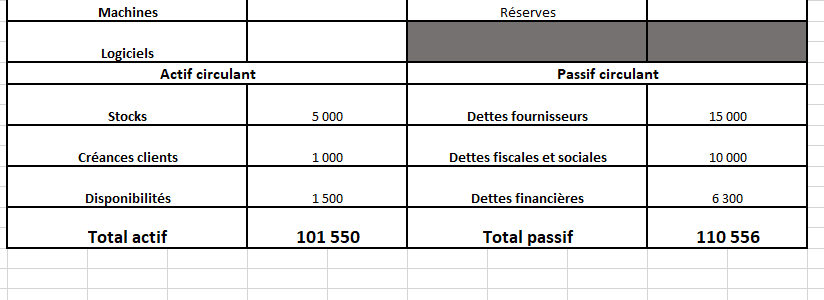 Machines Réserves
Logiciels
Actif circulant Passif circulant
Stocks 5 000 Dettes fournisseurs 15 000
Créances clients 1 000 Dettes fiscales et sociales 10 000
Disponibilités 1 500 Dettes financières 6 300
Total actif 101 550 Total passif 110 556